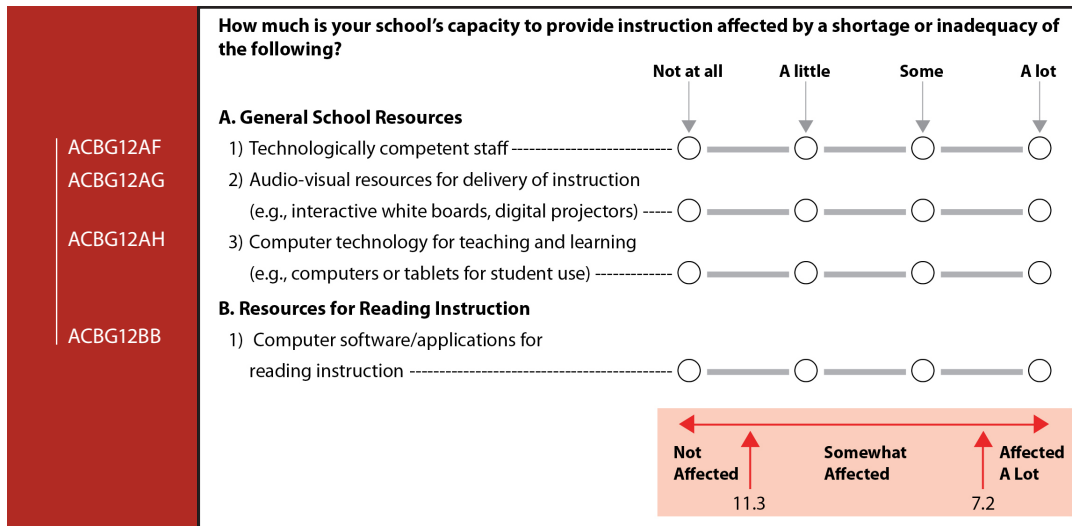 How much is your school’s capacity to provide instruction affected by a shortage or inadequacy of
the following?
Not at all A little Some A lot
A. General School Resources
ACBG12AF
1) Technologically competent staff
ACBG12AG
2) Audio-visual resources for delivery of instruction
(e.g., interactive white boards, digital projectors)
ACBG12AH
3) Computer technology for teaching and learning
(e.g., computers or tablets for student use)
B. Resources for Reading Instruction
ACBG12BB
1) Computer software/applications for
reading instruction
Not Somewhat Affected
Affected Affected A Lot
11.3 7.2